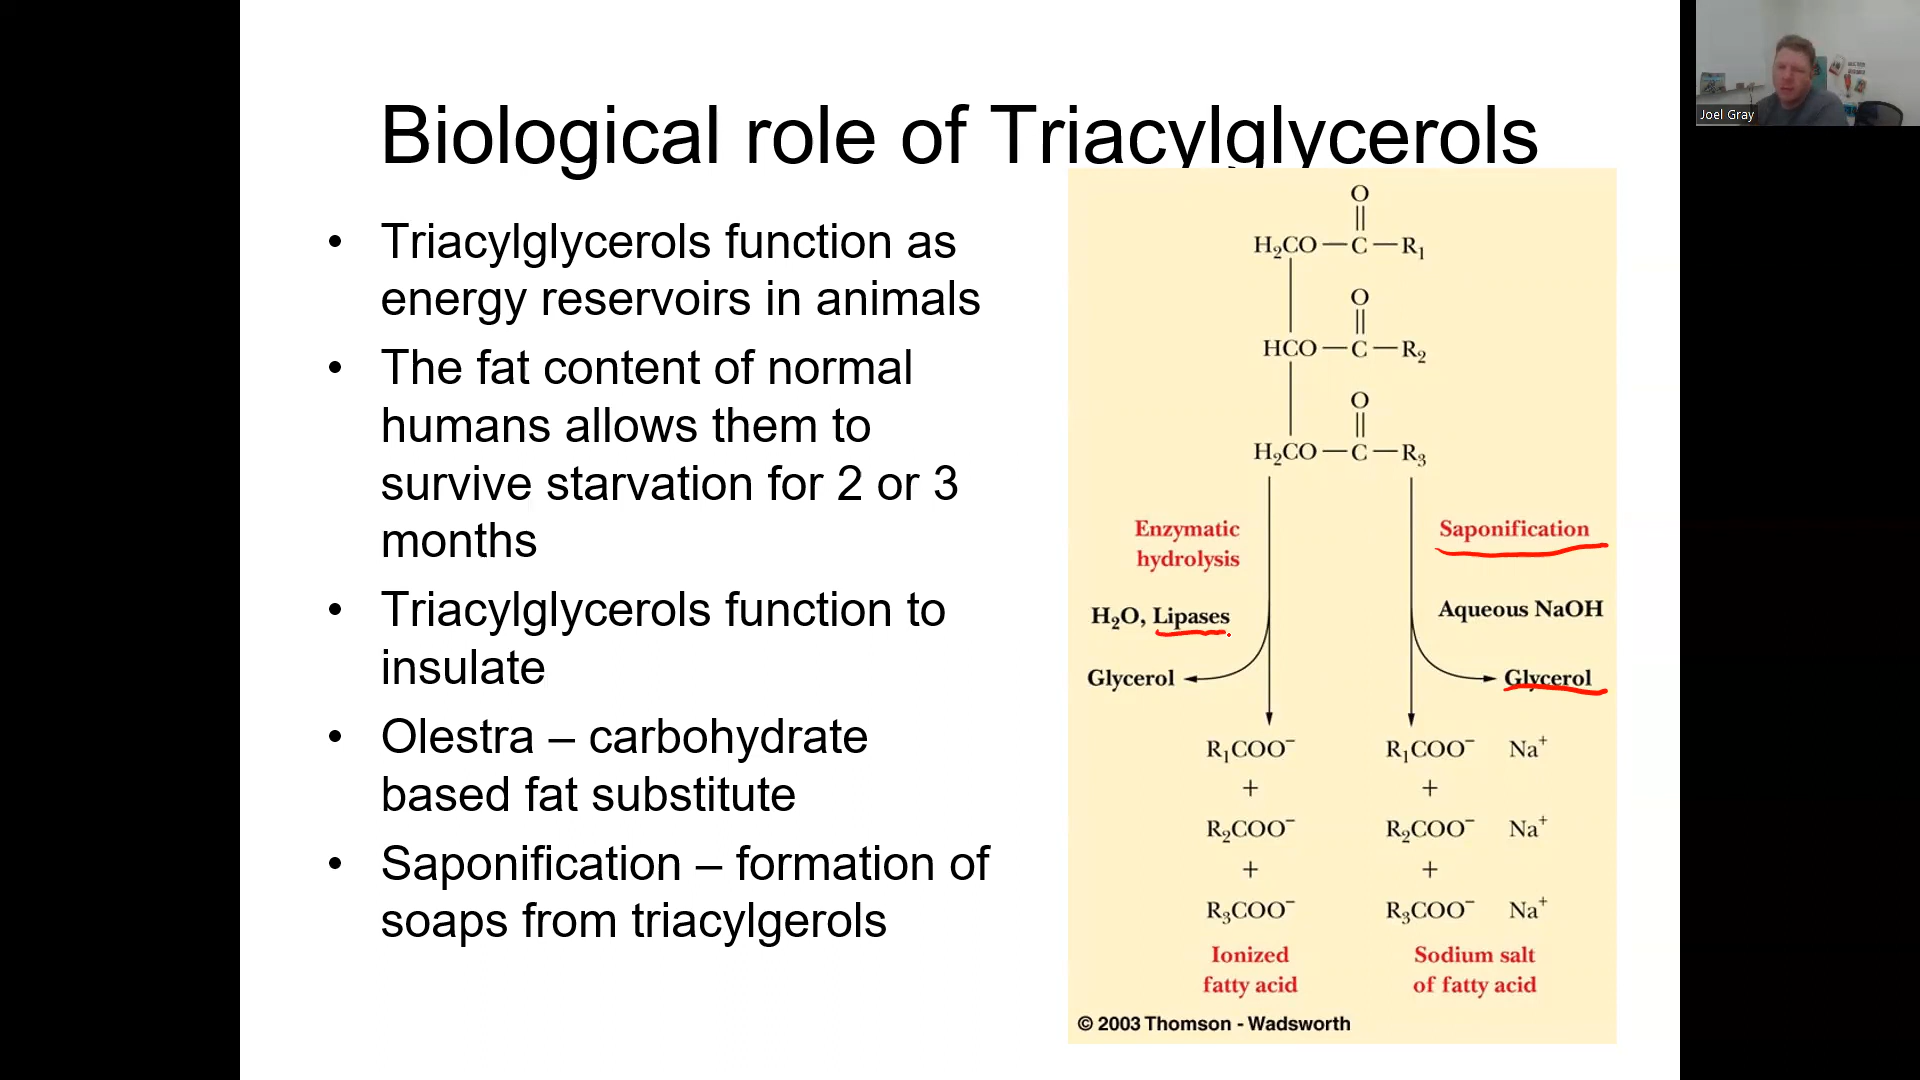 Biological role of Triacylglycerols
• Triacylglycerols function as
energy reservoirs in animals
• The fat content of normal
humans allows them to
survive starvation for 2 or 3
months
• Triacylglycerols function to
insulate
• Olestra – carbohydrate
based fat substitute
• Saponification – formation of
soaps from triacylgerols
O
H₂CO — C — R₁
O
HCO — C — R₂
O
H₂CO — C — R₃
Enzymatic
hydrolysis
H₂O, Lipases
Glycerol
Saponification
Aqueous NaOH
Glycerol
R₁COO⁻
+
R₂COO⁻
+
R₃COO⁻
Ionized
fatty acid
R₁COO⁻ Na⁺
+
R₂COO⁻ Na⁺
+
R₃COO⁻ Na⁺
Sodium salt
of fatty acid
© 2003 Thomson - Wadsworth
Joel Gray